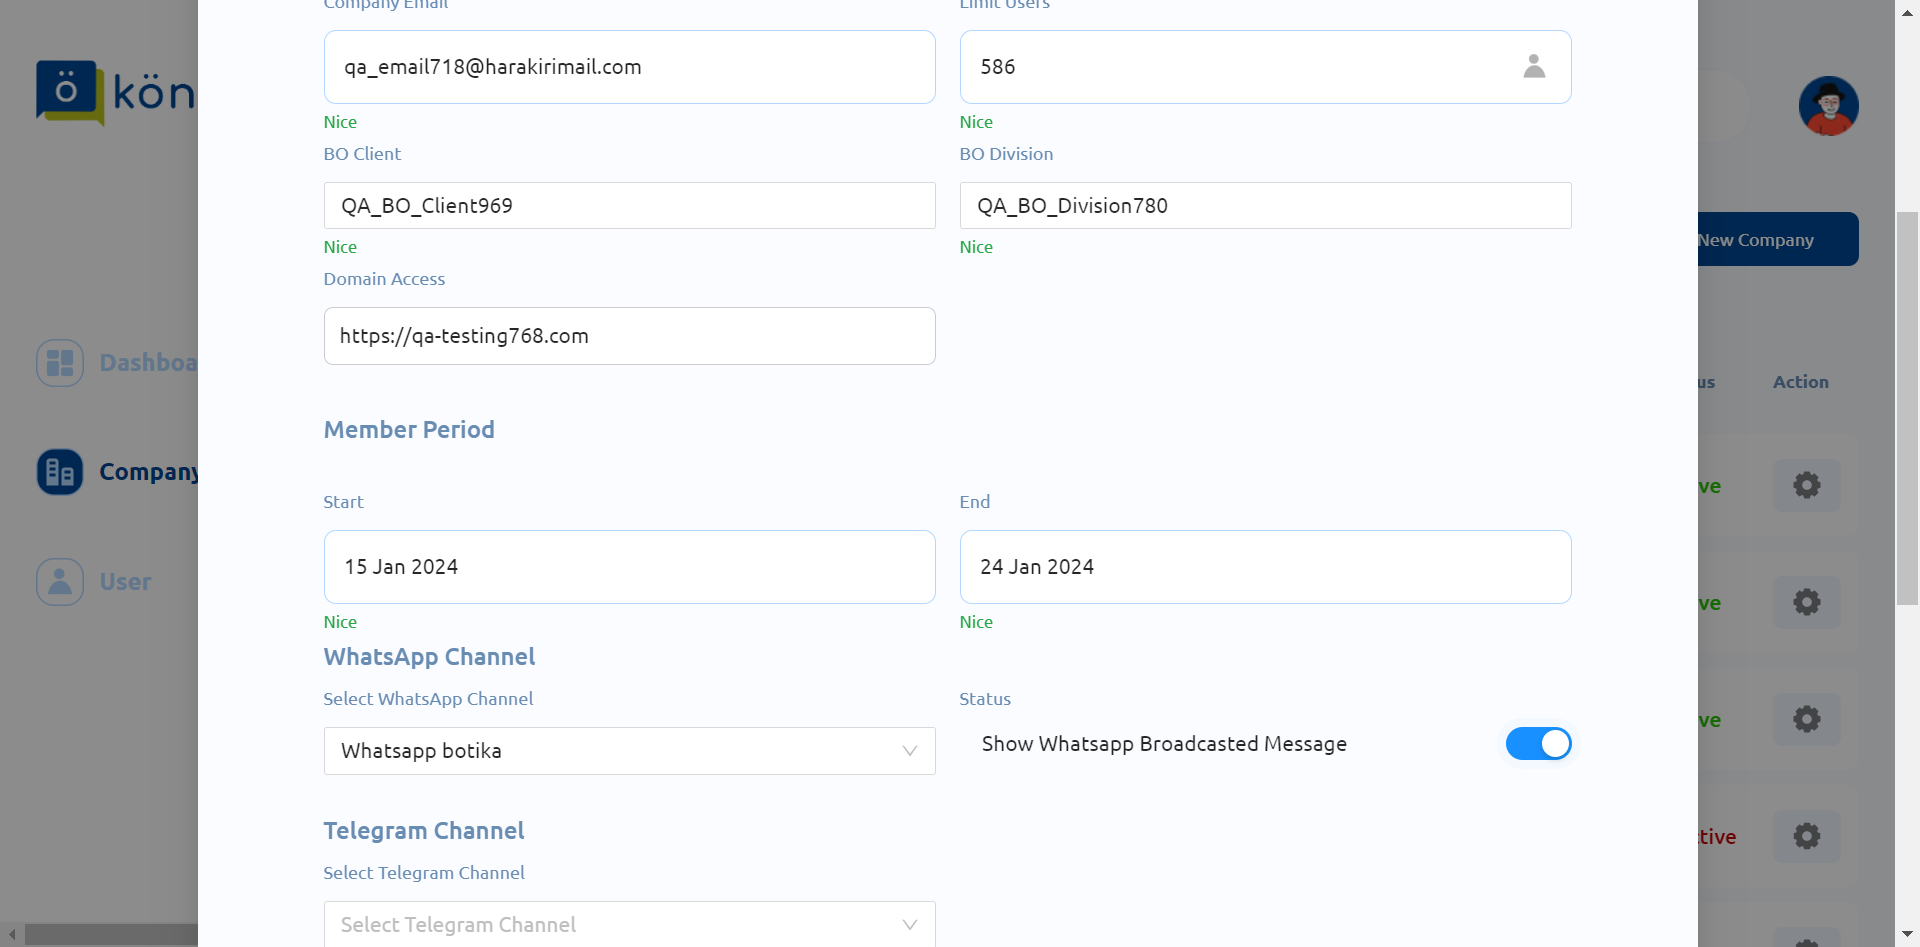 Company Email
Limit Users
qa_email718@harakirimail.com
586
Nice
Nice
BO Client
BO Division
QA_BO_Client969
QA_BO_Division780
Nice
Nice
Domain Access
https://qa-testing768.com
Member Period
Start
End
15 Jan 2024
24 Jan 2024
Nice
Nice
WhatsApp Channel
Select WhatsApp Channel
Status
Whatsapp botika
Show Whatsapp Broadcasted Message
Telegram Channel
Select Telegram Channel
Select Telegram Channel
ö kön
Dashboa
Company
User
New Company
us
Action
ve
ve
ve
ctive